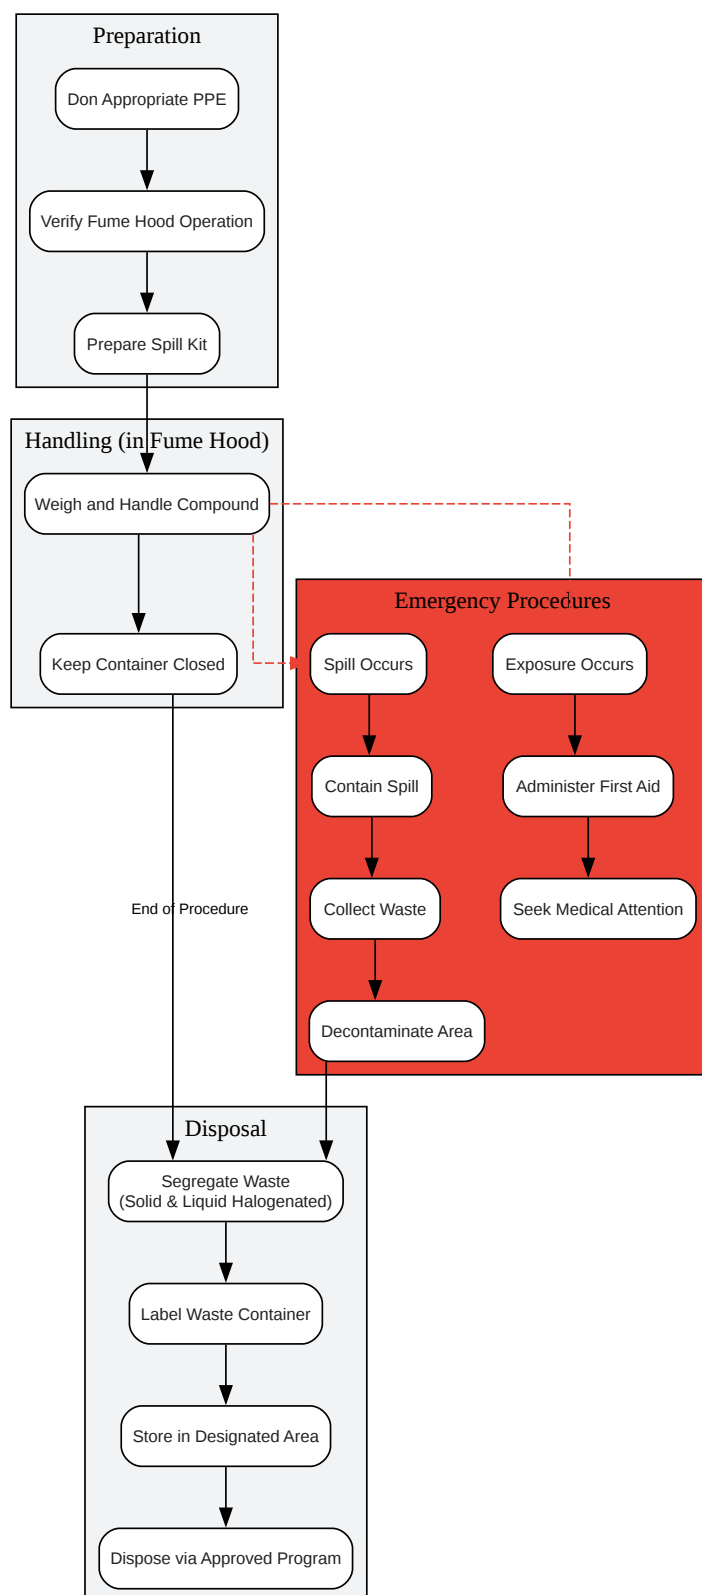 Preparation
Don Appropriate PPE
Verify Fume Hood Operation
Prepare Spill Kit
Handling (in Fume Hood)
Weigh and Handle Compound
Keep Container Closed
Emergency Procedures
Spill Occurs
Exposure Occurs
Contain Spill
Administer First Aid
Collect Waste
Seek Medical Attention
End of Procedure
Decontaminate Area
Disposal
Segregate Waste
(Solid & Liquid Halogenated)
Label Waste Container
Store in Designated Area
Dispose via Approved Program